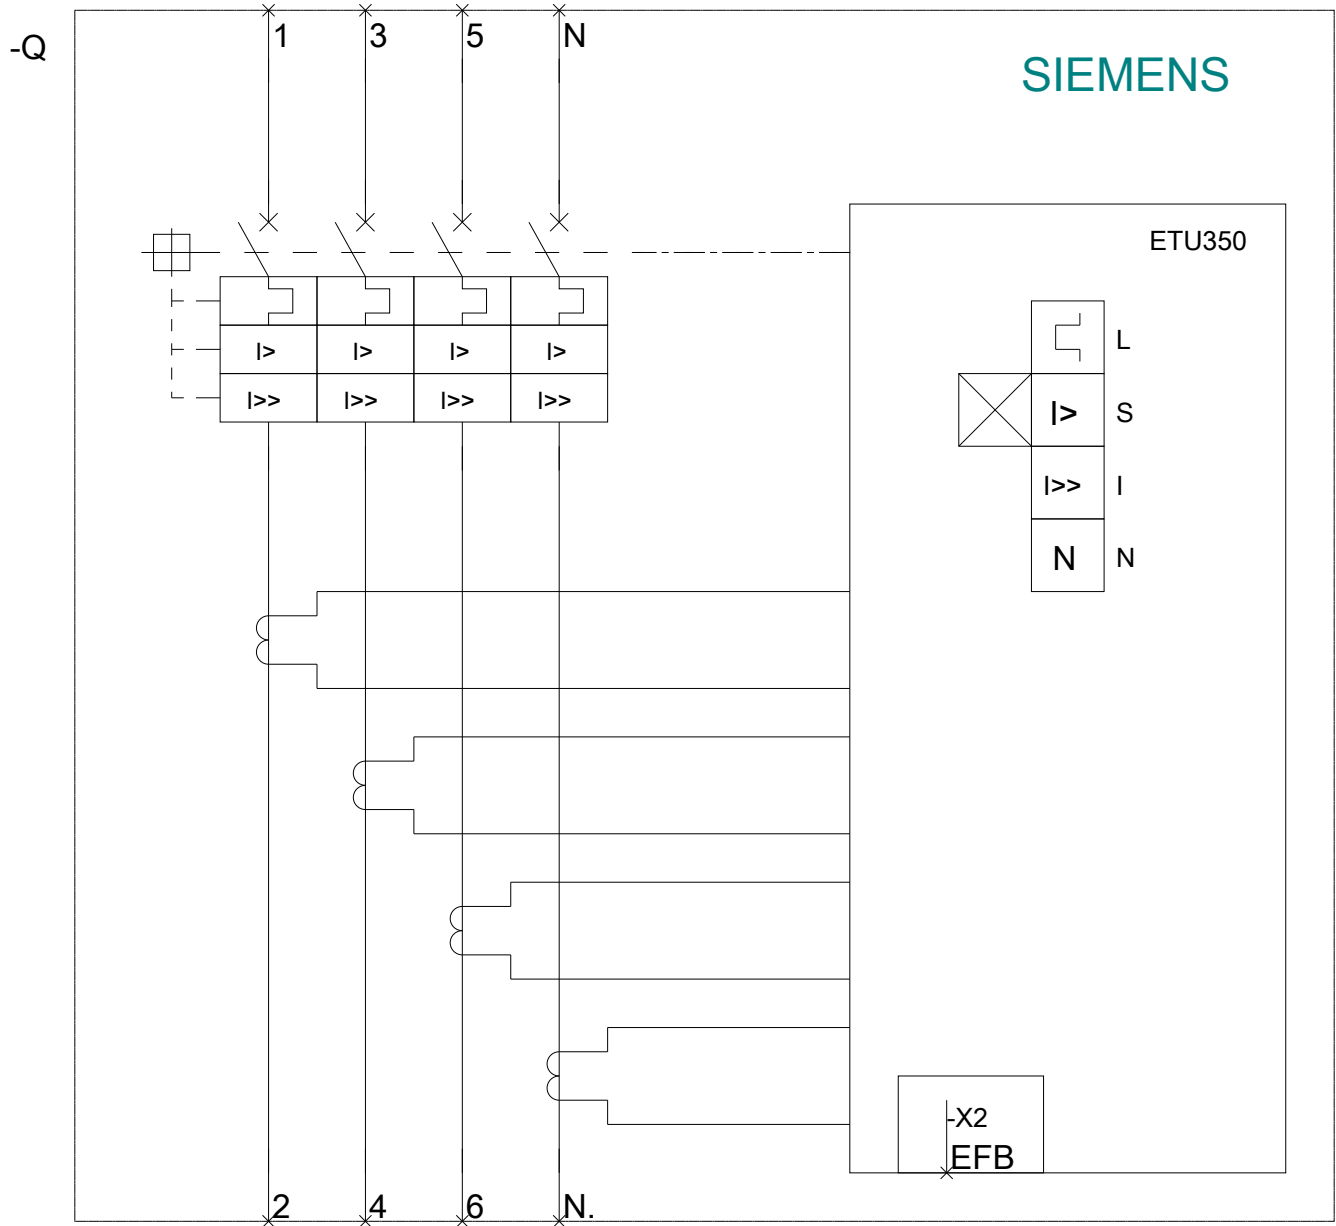 1 3 5 N
-Q
SIEMENS
ETU350
L
I> I> I> I>
I>> I>> I>> I>>
I> S
I>> I
N N
-X2
EFB
2 4 6 N.